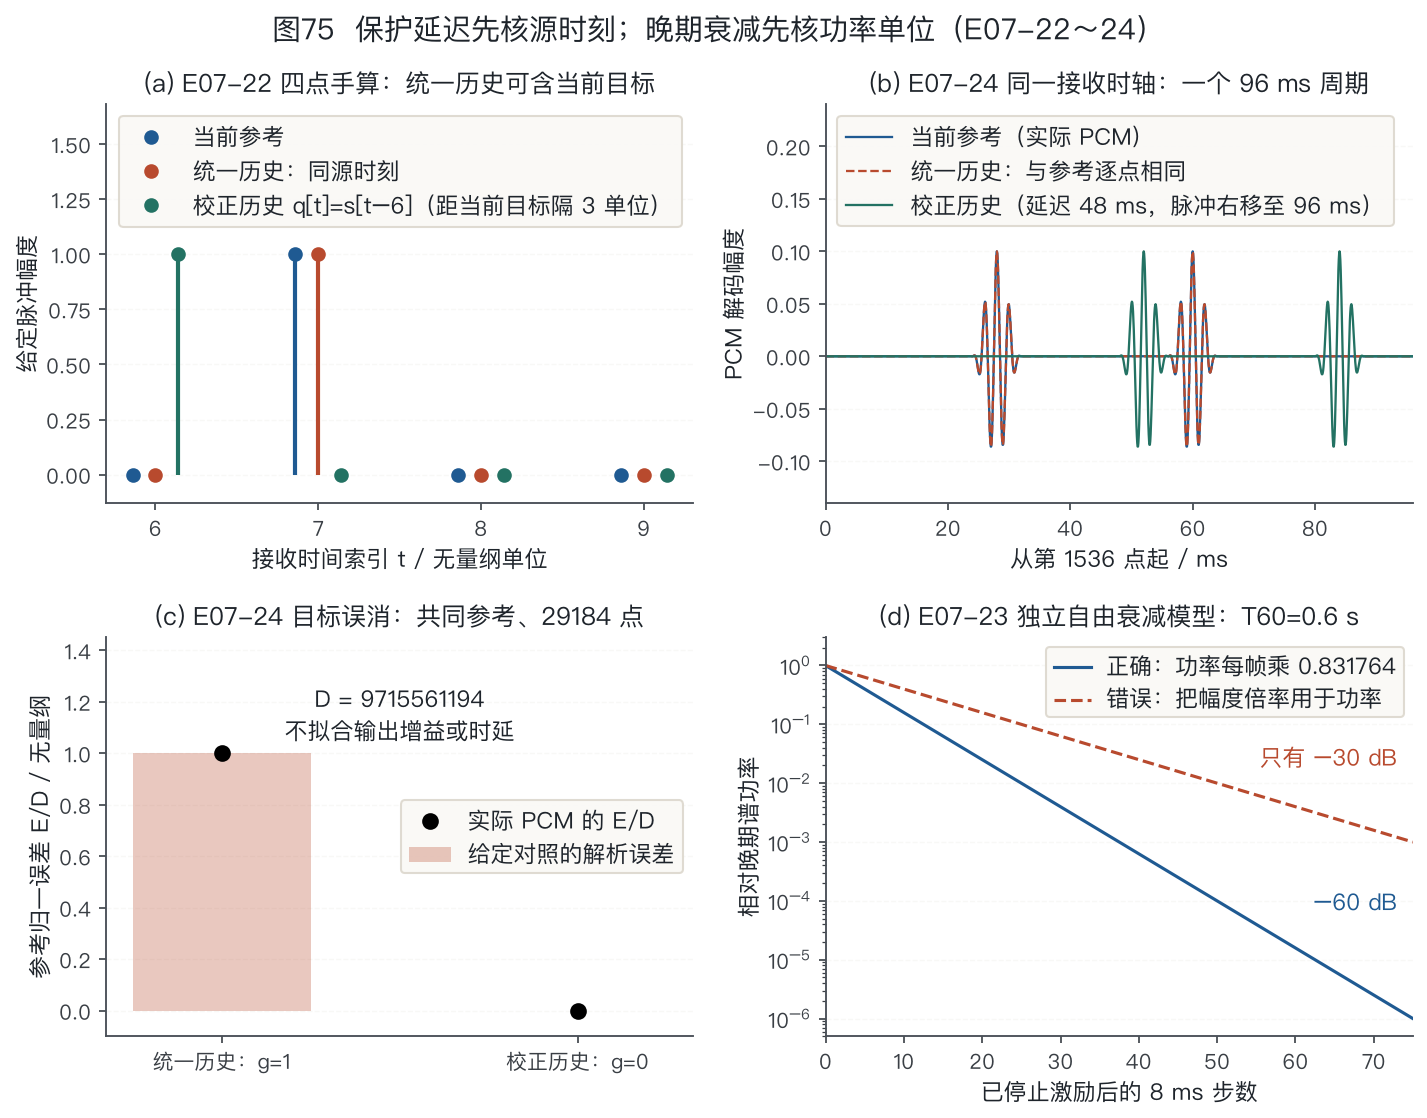 图75 保护延迟先核源时刻；晚期衰减先核功率单位（E07−22～24）
(a) E07−22 四点手算：统一历史可含当前目标
当前参考
统一历史：同源时刻
校正历史 q[t]=s[t−6]（距当前目标隔 3 单位）
给定脉冲幅度
1.50
1.25
1.00
0.75
0.50
0.25
0.00
6 7 8 9
接收时间索引 t / 无量纲单位
(b) E07−24 同一接收时轴：一个 96 ms 周期
当前参考（实际 PCM）
统一历史：与参考逐点相同
校正历史（延迟 48 ms，脉冲右移至 96 ms）
PCM 解码幅度
0.20
0.15
0.10
0.05
0.00
−0.05
−0.10
0 20 40 60 80
从第 1536 点起 / ms
(c) E07−24 目标误消：共同参考、29184 点
D = 9715561194
不拟合输出增益或时延
实际 PCM 的 E/D
给定对照的解析误差
参考归一误差 E/D / 无量纲
1.4
1.2
1.0
0.8
0.6
0.4
0.2
0.0
统一历史：g=1 校正历史：g=0
(d) E07−23 独立自由衰减模型：T60=0.6 s
正确：功率每帧乘 0.831764
错误：把幅度倍率用于功率
只有 −30 dB
−60 dB
相对晚期谱功率
10⁰
10⁻¹
10⁻²
10⁻³
10⁻⁴
10⁻⁵
10⁻⁶
0 10 20 30 40 50 60 70
已停止激励后的 8 ms 步数